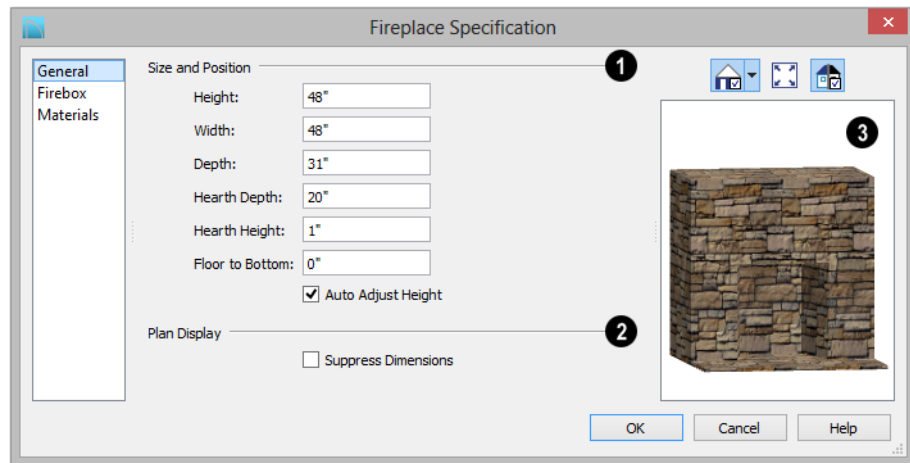 Fireplace Specification
General
Firebox
Materials
Size and Position
1
Height: 48"
Width: 48"
Depth: 31"
Hearth Depth: 20"
Hearth Height: 1"
Floor to Bottom: 0"
Auto Adjust Height
Plan Display
2
Suppress Dimensions
3
OK Cancel Help